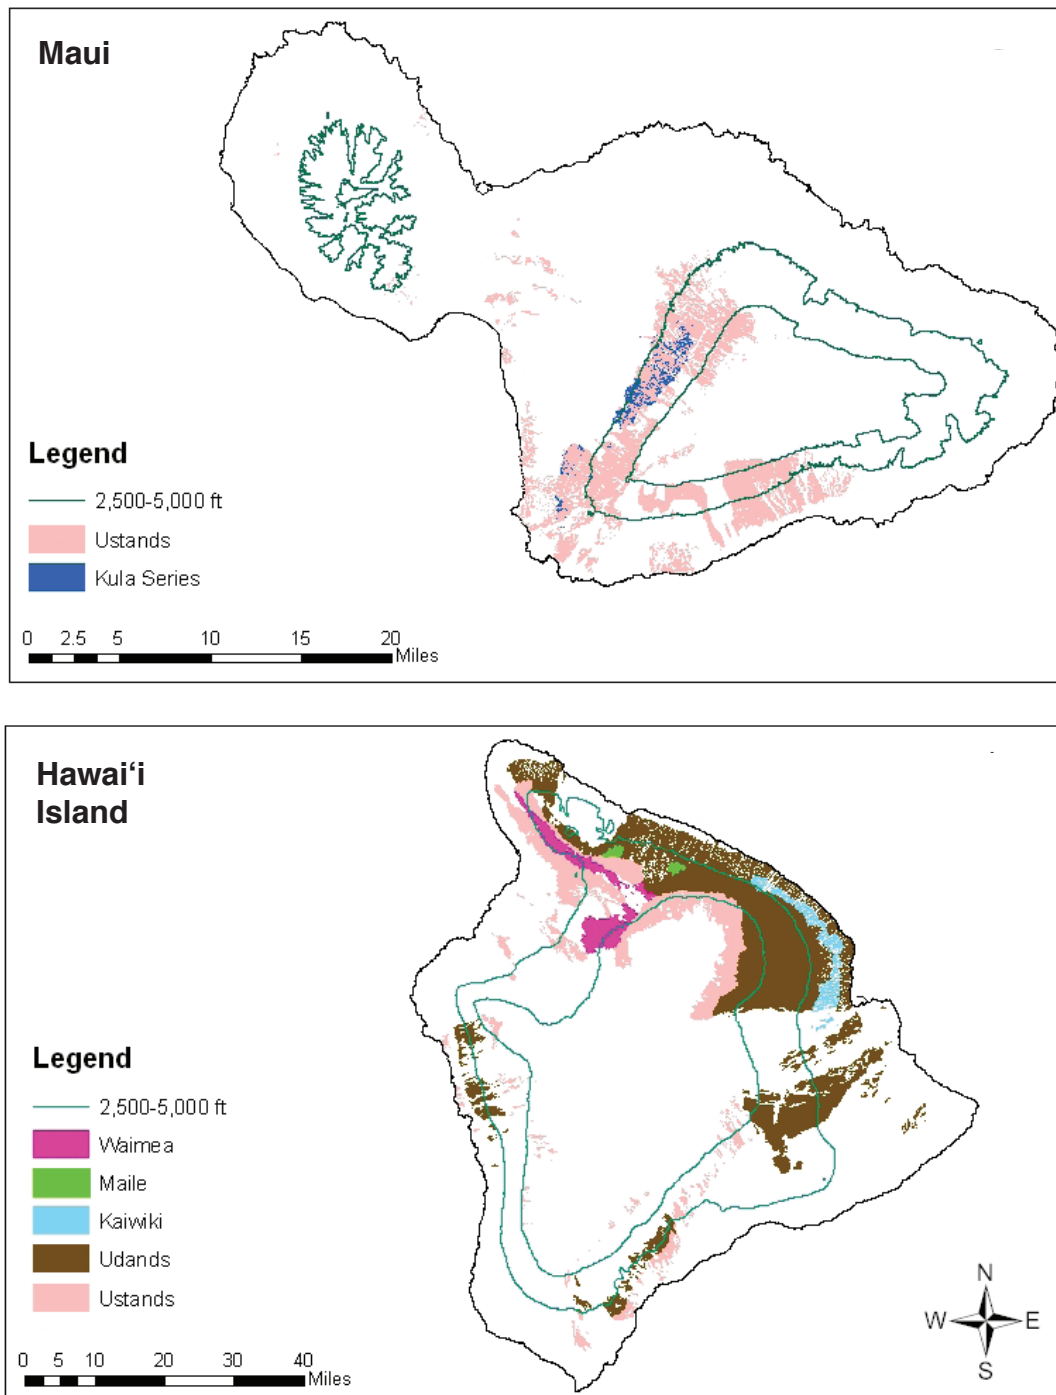 Maui
Legend
2,500-5,000 ft
Ustands
Kula Series
0 2.5 5 10 15 20
Miles
Hawai‘i
Island
Legend
2,500-5,000 ft
Waimea
Maile
Kaiwiki
Udands
Ustands
0 5 10 20 30 40
Miles
N
W E
S